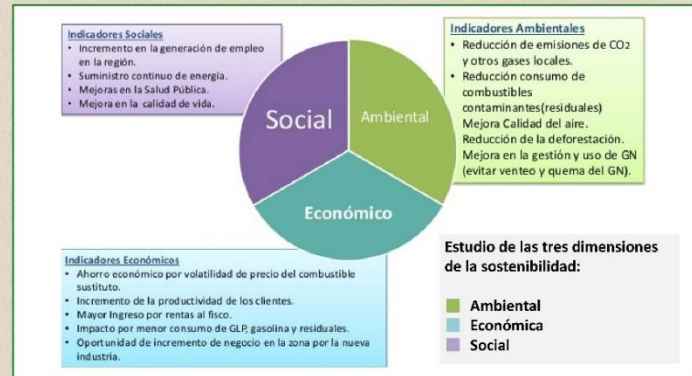 Indicadores Sociales
• Incremento en la generación de empleo
en la región.
• Suministro continuo de energía.
• Mejoras en la Salud Pública.
• Mejora en la calidad de vida.
Indicadores Ambientales
• Reducción de emisiones de CO2
y otros gases locales.
• Reducción consumo de
combustibles
contaminantes(residuales)
Mejora Calidad del aire.
Reducción de la deforestación.
Mejora en la gestión y uso de GN
(evitar venteo y quema del GN).
Social
Ambiental
Económico
Indicadores Económicos
• Ahorro económico por volatilidad de precio del combustible
sustituto.
• Incremento de la productividad de los clientes.
• Mayor Ingreso por rentas al fisco.
• Impacto por menor consumo de GLP, gasolina y residuales.
• Oportunidad de incremento de negocio en la zona por la nueva
industria.
Estudio de las tres dimensiones
de la sostenibilidad:
Ambiental
Económica
Social